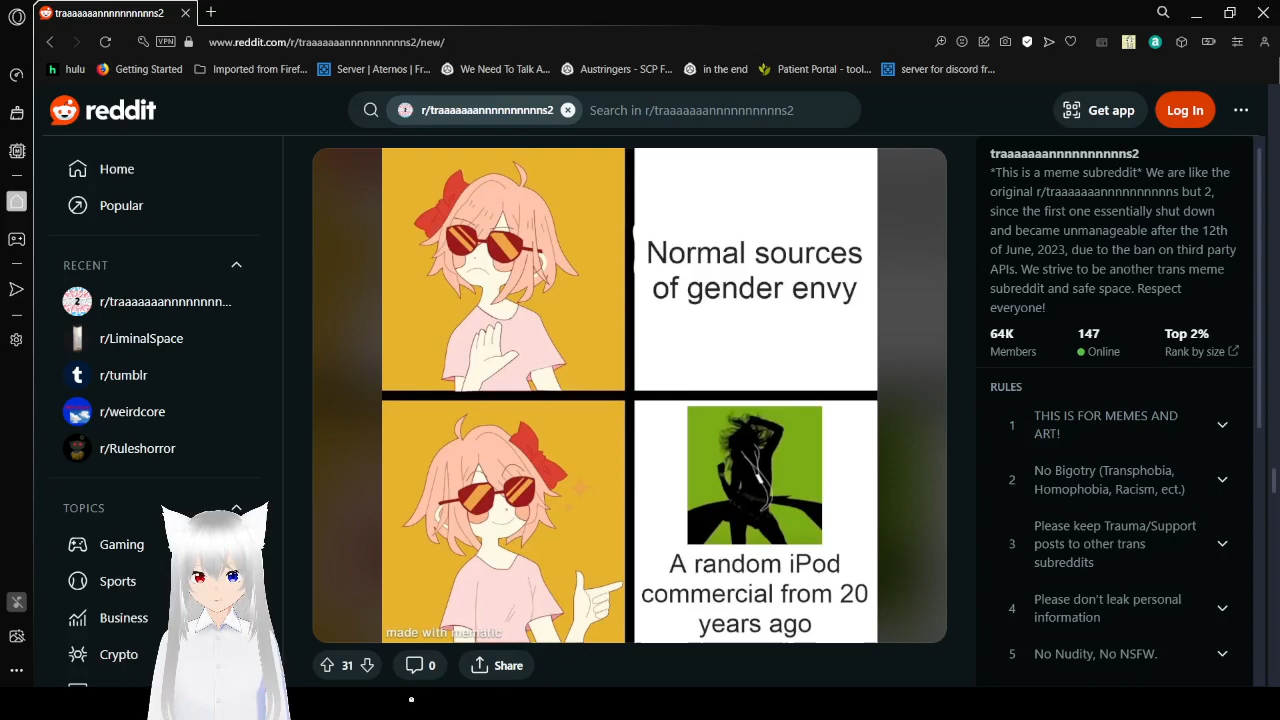 traaaaaaannnnnnnnnns2
VPN
www.reddit.com/r/traaaaaaannnnnnnnnns2/new/
hulu
Getting Started
Imported from Firef...
Server | Aternos | Fr...
We Need To Talk A...
Austringers - SCP F...
in the end
Patient Portal - tool...
server for discord fr...
reddit
r/traaaaaaannnnnnnnnns2
Search in r/traaaaaaannnnnnnnnns2
Get app
Log In
Home
Popular
RECENT
r/traaaaaaannnnnnnn...
r/LiminalSpace
r/tumblr
r/weirdcore
r/Ruleshorror
TOPICS
Gaming
Sports
Business
Crypto
Normal sources
of gender envy
A random iPod
commercial from 20
years ago
made with mematic
31
0
Share
traaaaaaannnnnnnnnns2
*This is a meme subreddit* We are like the
original r/traaaaaaannnnnnnnnns but 2,
since the first one essentially shut down
and became unmanageable after the 12th
of June, 2023, due to the ban on third party
APIs. We strive to be another trans meme
subreddit and safe space. Respect
everyone!
64K
Members
147
Online
Top 2%
Rank by size
RULES
1 THIS IS FOR MEMES AND
ART!
2 No Bigotry (Transphobia,
Homophobia, Racism, ect.)
3 Please keep Trauma/Support
posts to other trans
subreddits
4 Please don't leak personal
information
5 No Nudity, No NSFW.